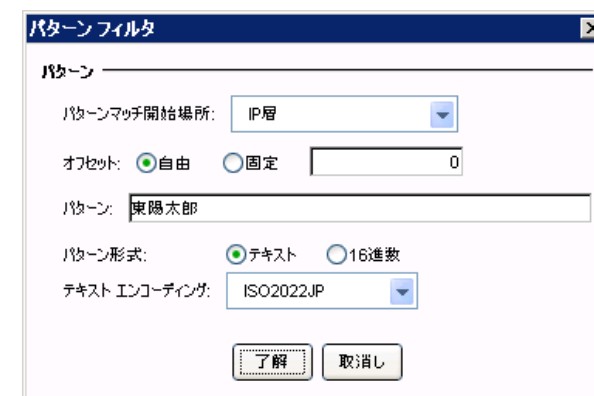 パターン フィルタ
パターン
パターンマッチ開始場所: IP層
オフセット: 自由 固定 0
パターン: 東陽太郎
パターン形式: テキスト 16進数
テキスト エンコーディング: ISO2022JP
了解 取消し